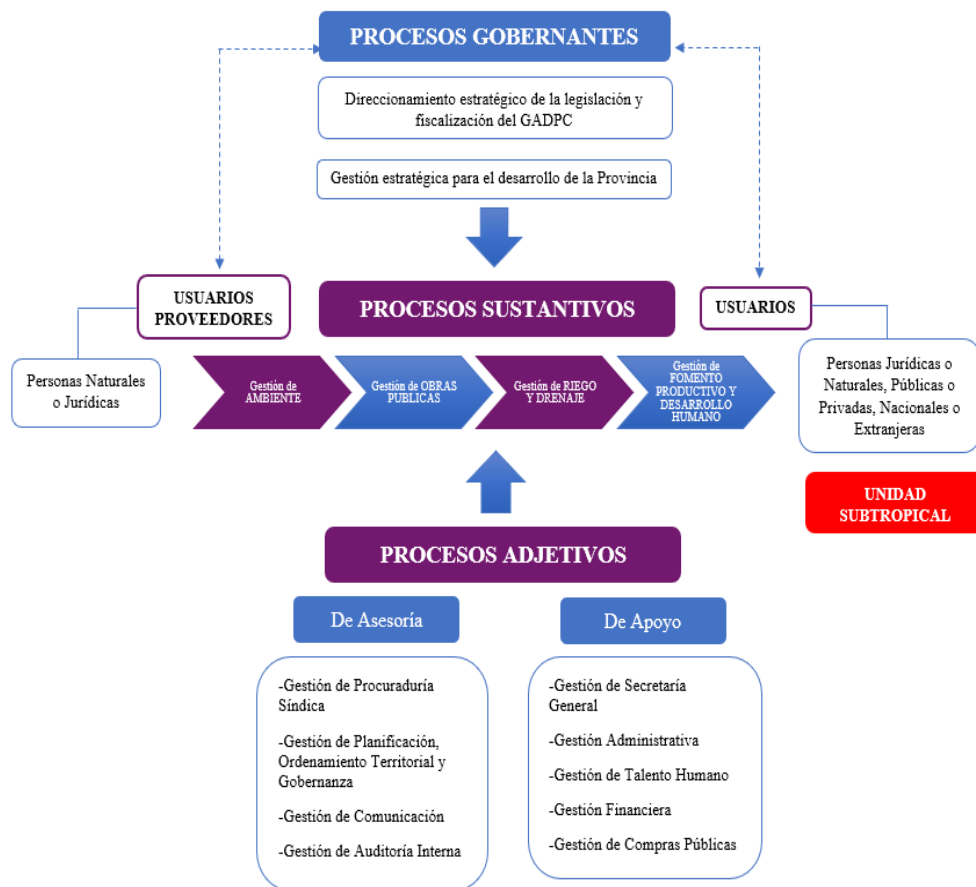 PROCESOS GOBERNANTES
Direccionamiento estratégico de la legislación y
fiscalización del GADPC
Gestión estratégica para el desarrollo de la Provincia
USUARIOS
PROVEEDORES
PROCESOS SUSTANTIVOS
USUARIOS
Personas Naturales
o Jurídicas
Gestión de
AMBIENTE
Gestión de OBRAS
PUBLICAS
Gestión de RIEGO
Y DRENAJE
Gestión de
FOMENTO
PRODUCTIVO Y
DESARROLLO
HUMANO
Personas Jurídicas o
Naturales, Públicas o
Privadas, Nacionales o
Extranjeras
UNIDAD
SUBTROPICAL
PROCESOS ADJETIVOS
De Asesoría
-Gestión de Procuraduría
Síndica
-Gestión de Planificación,
Ordenamiento Territorial y
Gobernanza
-Gestión de Comunicación
-Gestión de Auditoría Interna
De Apoyo
-Gestión de Secretaría
General
-Gestión Administrativa
-Gestión de Talento Humano
-Gestión Financiera
-Gestión de Compras Públicas